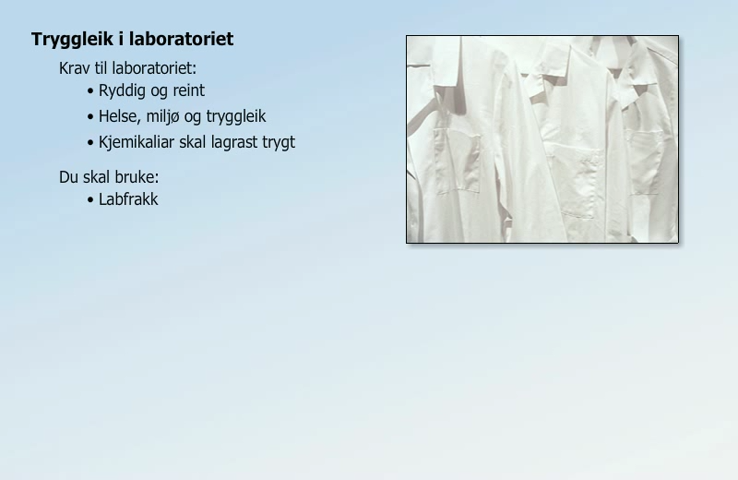 Tryggleik i laboratoriet
Krav til laboratoriet:
• Ryddig og reint
• Helse, miljø og tryggleik
• Kjemikaliar skal lagrast trygt
Du skal bruke:
• Labfrakk